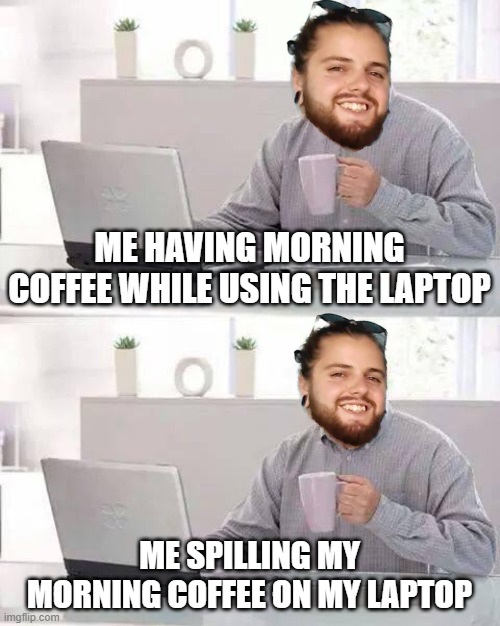 ME HAVING MORNING
COFFEE WHILE USING THE LAPTOP
ME SPILLING MY
MORNING COFFEE ON MY LAPTOP
imgflip.com